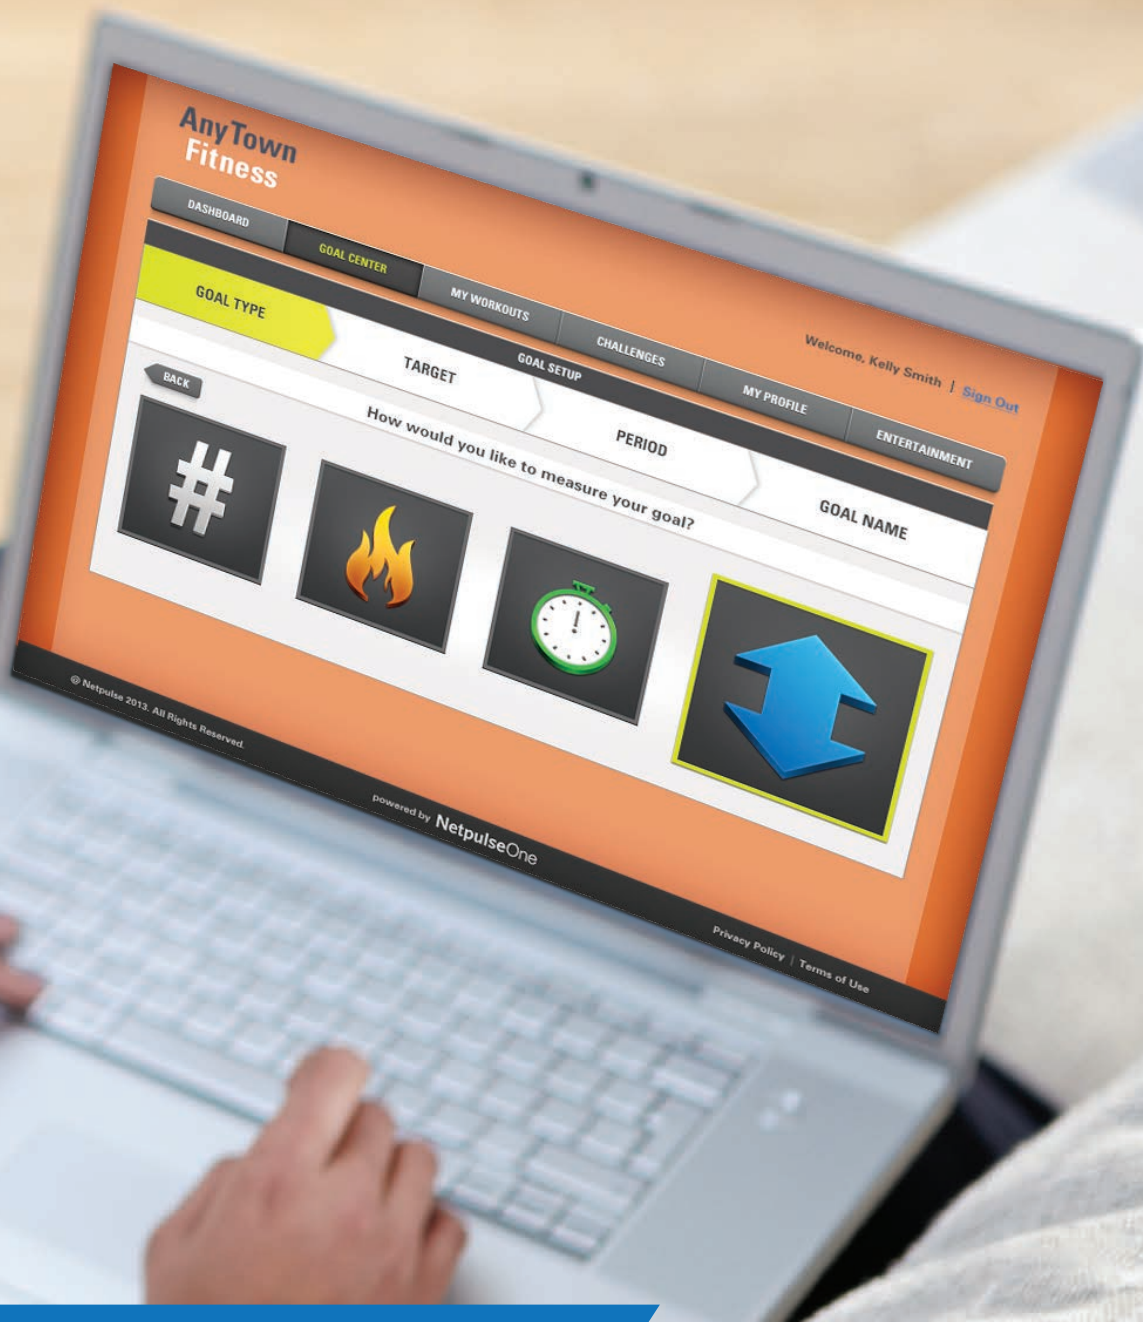 AnyTown
Fitness
Welcome, Kelly Smith | Sign Out
DASHBOARD
GOAL CENTER
MY WORKOUTS
CHALLENGES
MY PROFILE
ENTERTAINMENT
GOAL SETUP
GOAL TYPE
TARGET
PERIOD
GOAL NAME
BACK
How would you like to measure your goal?
#
@ Netpulse 2013. All Rights Reserved.
powered by NetpulseOne
Privacy Policy | Terms of Use